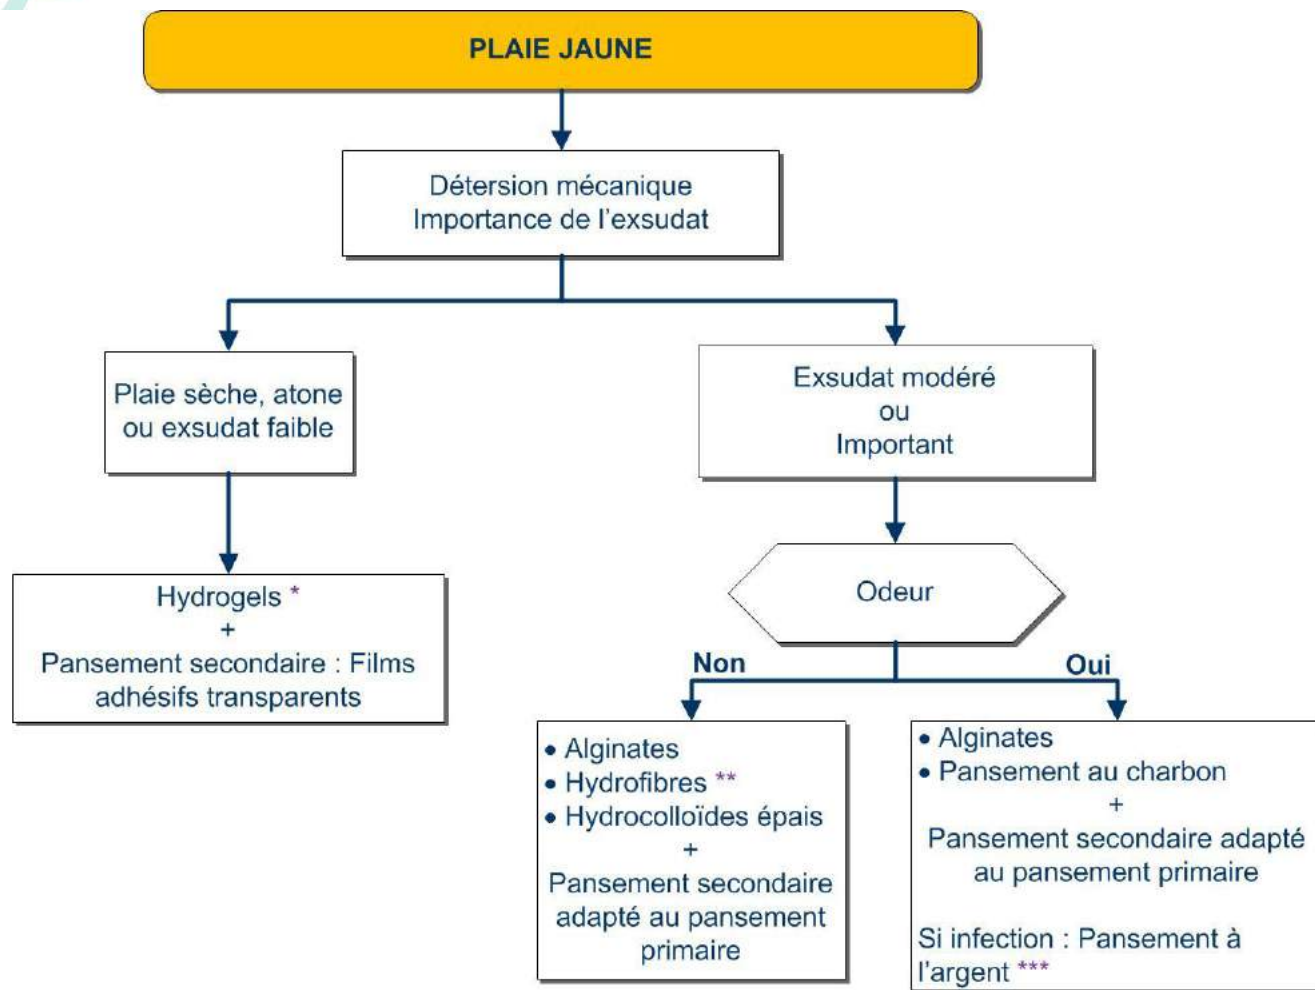 PLAIE JAUNE
Détersion mécanique
Importance de l'exsudat
Plaie sèche, atone
ou exsudat faible
Exsudat modéré
ou
Important
Hydrogels *
+
Pansement secondaire : Films
adhésifs transparents
Odeur
Non
Oui
• Alginates
• Hydrofibres **
• Hydrocolloïdes épais
+
Pansement secondaire
adapté au pansement
primaire
• Alginates
• Pansement au charbon
+
Pansement secondaire adapté
au pansement primaire
Si infection : Pansement à
l'argent ***